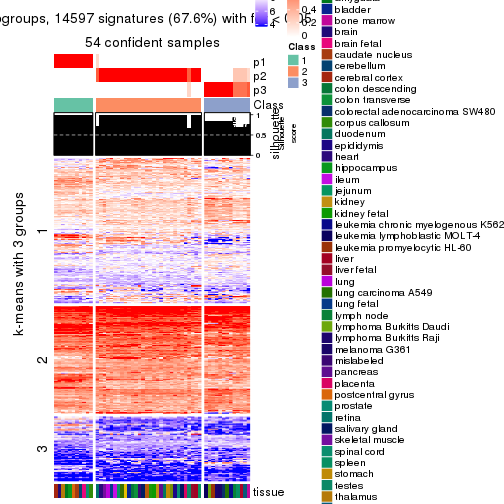 groups, 14597 signatures (67.6%) with f
54 confident samples
p1
p2
p3
Class
1
0.5
0
silhouette
score
k-means with 3 groups
1
2
3
tissue
6
4
0.4
0.2
0
Class
1
2
3
bladder
bone marrow
brain
brain fetal
caudate nucleus
cerebellum
cerebral cortex
colon descending
colon transverse
colorectal adenocarcinoma SW480
corpus callosum
duodenum
epididymis
heart
hippocampus
ileum
jejunum
kidney
kidney fetal
leukemia chronic myelogenous K562
leukemia lymphoblastic MOLT-4
leukemia promyelocytic HL-60
liver
liver fetal
lung
lung carcinoma A549
lung fetal
lymph node
lymphoma Burkitts Daudi
lymphoma Burkitts Raji
melanoma G361
mislabeled
pancreas
placenta
postcentral gyrus
prostate
retina
salivary gland
skeletal muscle
spinal cord
spleen
stomach
testes
thalamus